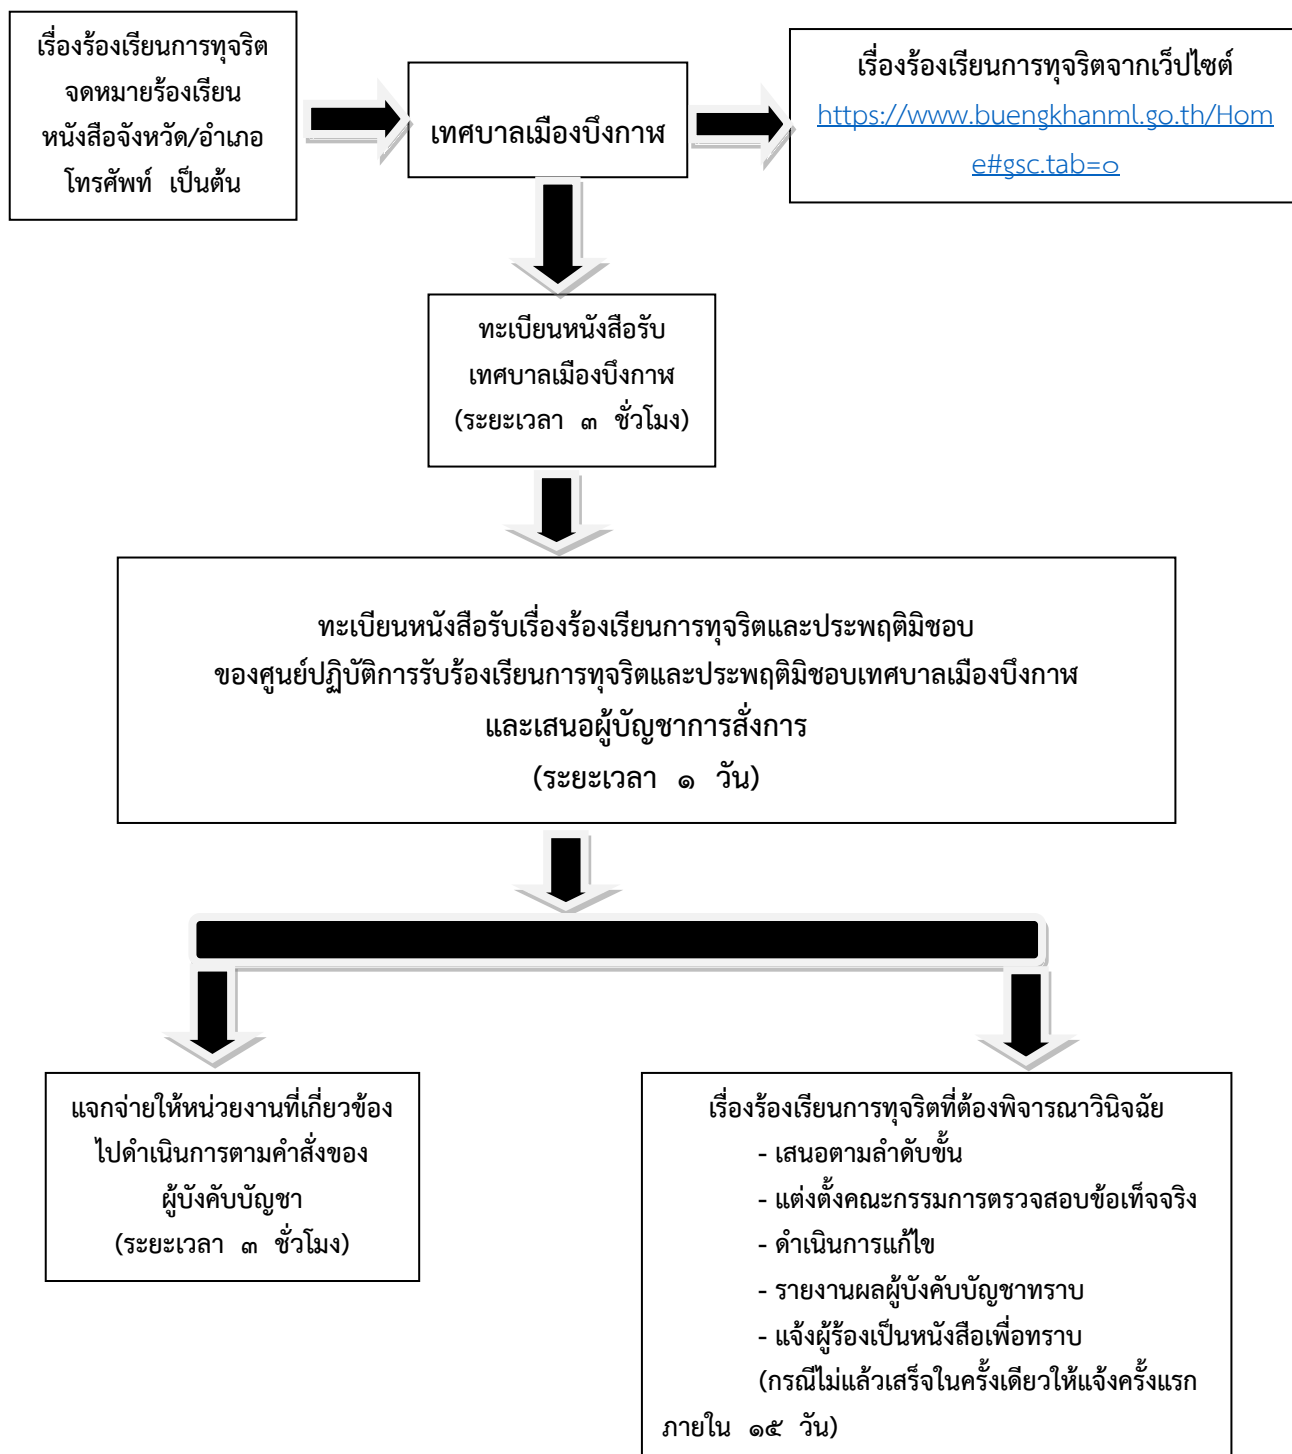 เรื่องร้องเรียนการทุจริต
จดหมายร้องเรียน
หนังสือจังหวัด/อำเภอ
โทรศัพท์ เป็นต้น
เทศบาลเมืองบึงกาฬ
เรื่องร้องเรียนการทุจริตจากเว็ปไซต์
https://www.buengkhanml.go.th/Hom
e#gsc.tab=๐
ทะเบียนหนังสือรับ
เทศบาลเมืองบึงกาฬ
(ระยะเวลา ๓ ชั่วโมง)
ทะเบียนหนังสือรับเรื่องร้องเรียนการทุจริตและประพฤติมิชอบ
ของศูนย์ปฏิบัติการรับร้องเรียนการทุจริตและประพฤติมิชอบเทศบาลเมืองบึงกาฬ
และเสนอผู้บัญชาการสั่งการ
(ระยะเวลา ๑ วัน)
แจกจ่ายให้หน่วยงานที่เกี่ยวข้อง
ไปดำเนินการตามคำสั่งของ
ผู้บังคับบัญชา
(ระยะเวลา ๓ ชั่วโมง)
เรื่องร้องเรียนการทุจริตที่ต้องพิจารณาวินิจฉัย
- เสนอตามลำดับขั้น
- แต่งตั้งคณะกรรมการตรวจสอบข้อเท็จจริง
- ดำเนินการแก้ไข
- รายงานผลผู้บังคับบัญชาทราบ
- แจ้งผู้ร้องเป็นหนังสือเพื่อทราบ
(กรณีไม่แล้วเสร็จในครั้งเดียวให้แจ้งครั้งแรก
ภายใน ๑๕ วัน)